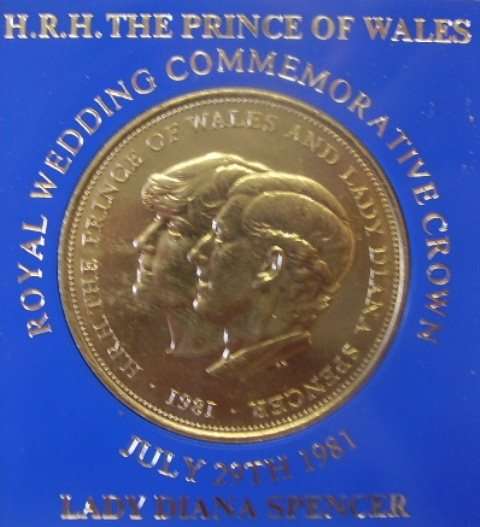 H.R.H. THE PRINCE OF WALES
ROYAL WEDDING COMMEMORATIVE CROWN
H.R.H. THE PRINCE OF WALES AND LADY DIANA SPENCER · 1981 ·
JULY 29TH 1981
LADY DIANA SPENCER